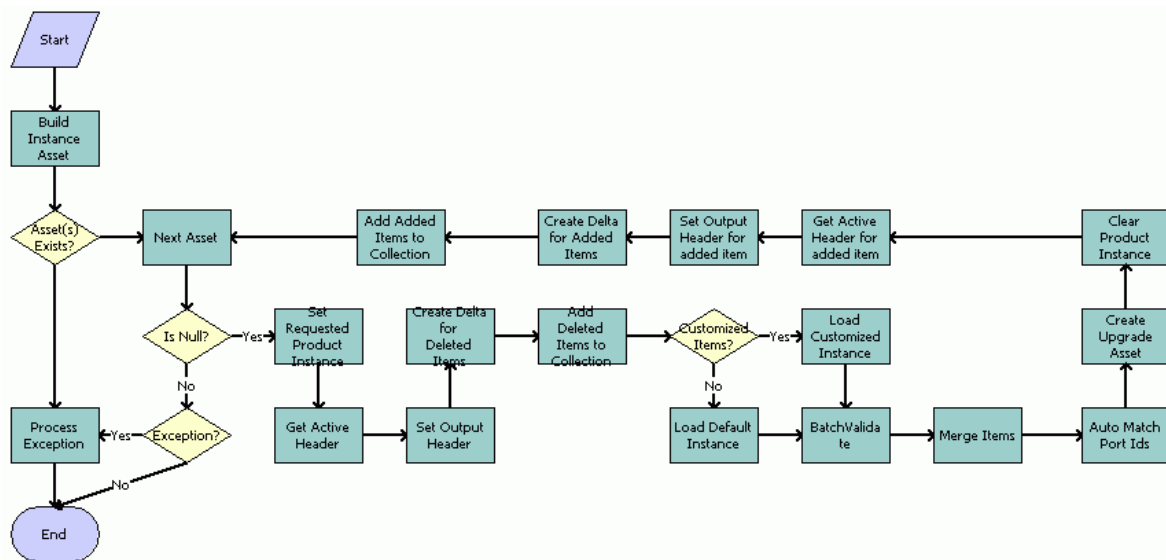 Start
Build
Instance
Asset
Asset(s)
Exists?
Next Asset
Add Added
Items to
Collection
Create Delta
for Added
Items
Set Output
Header for
added item
Get Active
Header for
added item
Clear
Product
Instance
Is Null?
Yes
Set
Requested
Product
Instance
Create Delta
for
Deleted
Items
Add
Deleted
Items to
Collection
Customized
Items?
Yes
Load
Customized
Instance
Create
Upgrade
Asset
No
No
Process
Exception
Yes
Exception?
Get Active
Header
Set Output
Header
Load Default
Instance
BatchValida
te
Merge Items
Auto Match
Port Ids
No
End